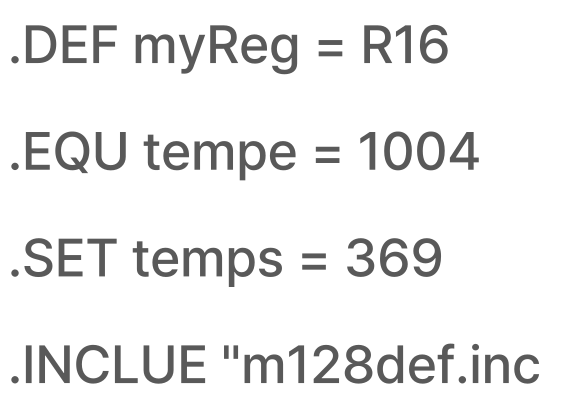 .DEF myReg = R16
.EQU tempe = 1004
.SET temps = 369
.INCLUE "m128def.inc